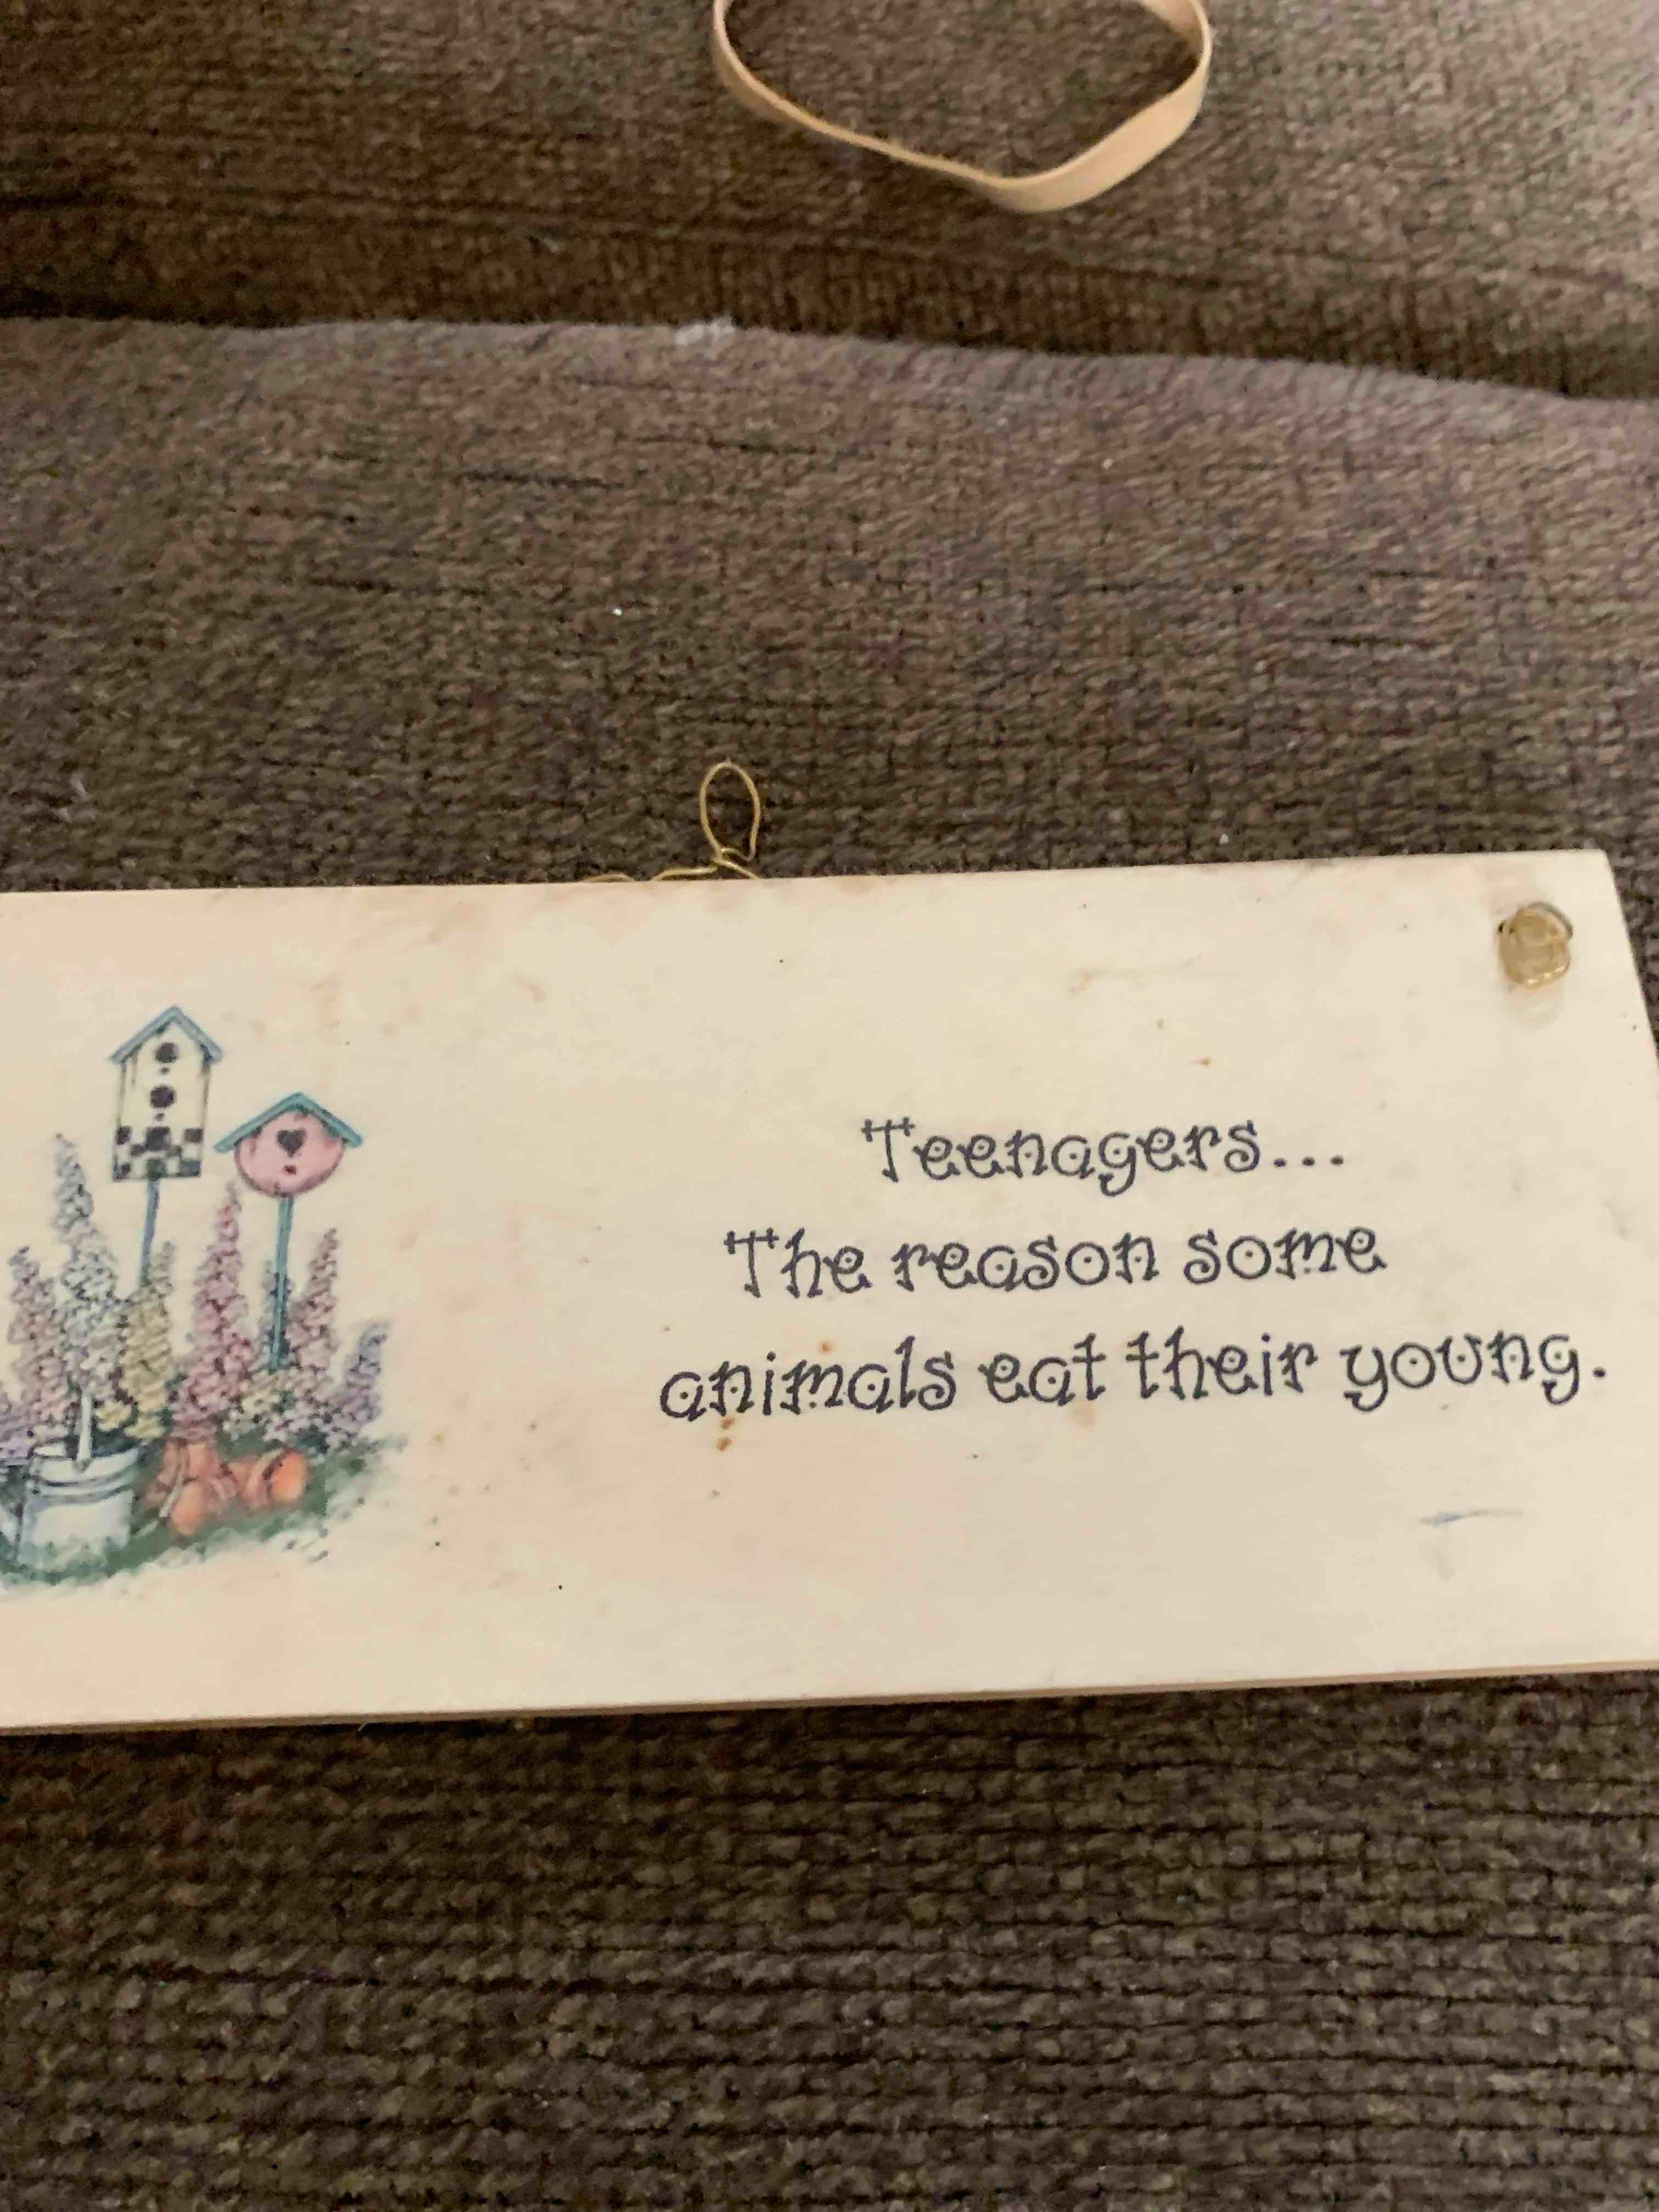 Teenagers...
The reason some
animals eat their young.